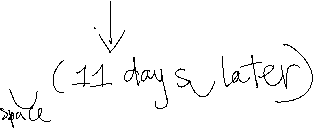 (11 days later)
space